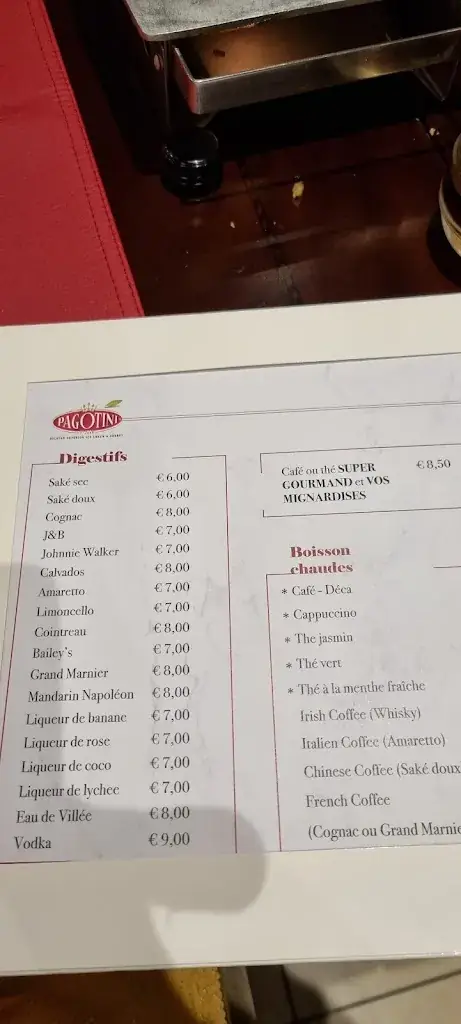 PAGOTINI
Digestifs
Saké sec € 6,00
Saké doux € 6,00
Cognac € 8,00
J&B € 7,00
Johnnie Walker € 7,00
Calvados € 8,00
Amaretto € 7,00
Limoncello € 7,00
Cointreau € 8,00
Bailey's € 7,00
Grand Marnier € 8,00
Mandarin Napoléon € 8,00
Liqueur de banane € 7,00
Liqueur de rose € 7,00
Liqueur de coco € 7,00
Liqueur de lychee € 7,00
Eau de Villée € 8,00
Vodka € 9,00
Café ou thé SUPER € 8,50
GOURMAND et VOS
MIGNARDISES
Boisson
chaudes
* Café - Déca
* Cappuccino
* The jasmin
* Thé vert
* Thé à la menthe fraîche
Irish Coffee (Whisky)
Italien Coffee (Amaretto)
Chinese Coffee (Saké doux
French Coffee
(Cognac ou Grand Marnie